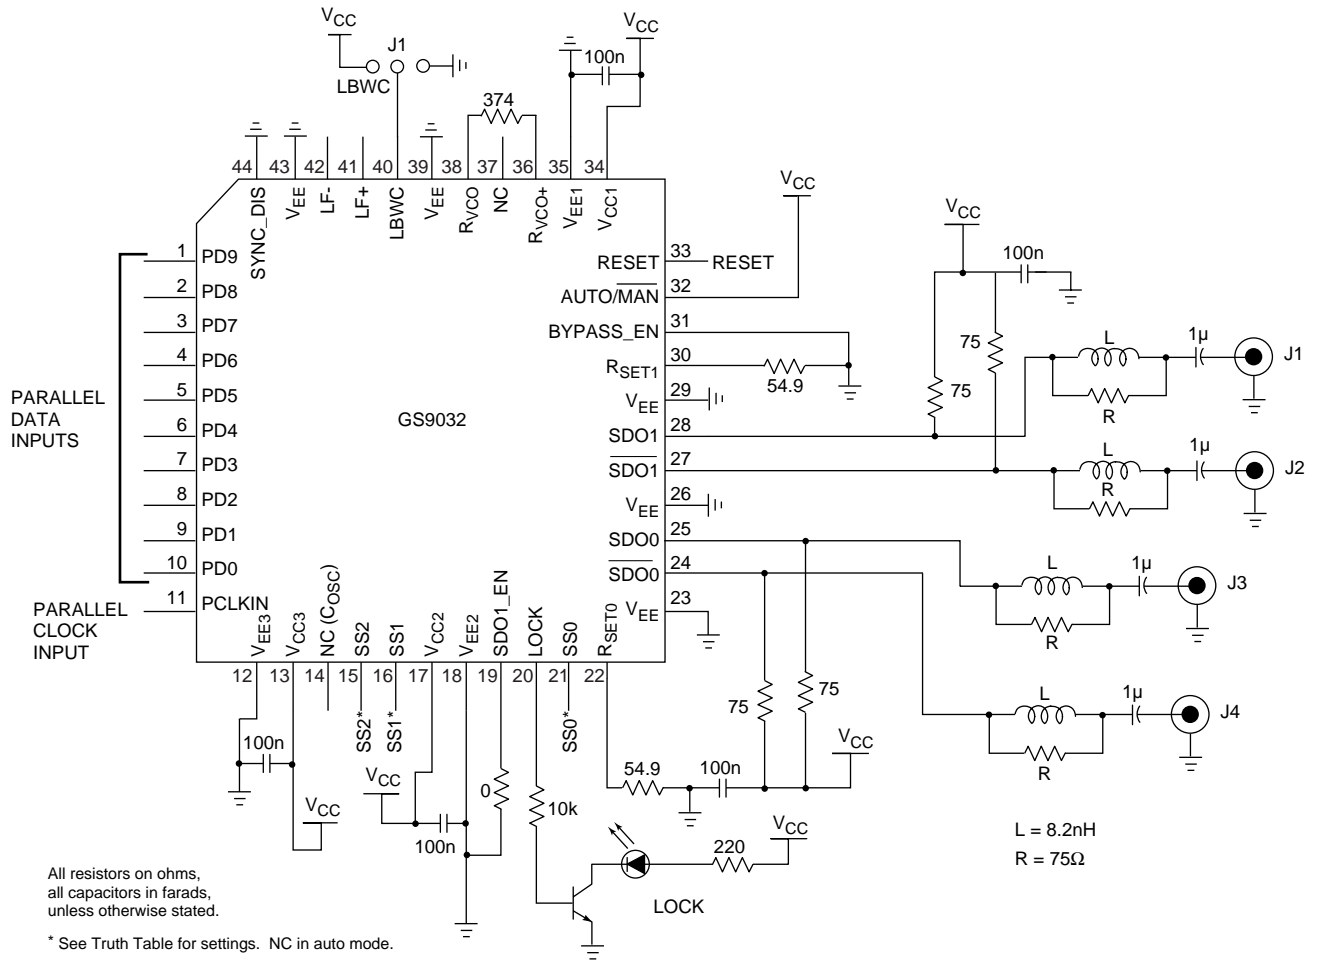 VCC
J1
LBWC
374
100n
VCC
44 43 42 41 40 39 38 37 36 35 34
SYNC_DIS
VEE
LF-
LF+
LBWC
VEE
RVCO
NC
RVCO+
VEE1
VCC1
1 PD9
2 PD8
3 PD7
4 PD6
5 PD5
6 PD4
7 PD3
8 PD2
9 PD1
10 PD0
11 PCLKIN
PARALLEL
DATA
INPUTS
PARALLEL
CLOCK
INPUT
GS9032
RESET 33 RESET
AUTO/MAN 32
BYPASS_EN 31
RSET1 30
VEE 29
SDO1 28
SDO1 27
VEE 26
SDO0 25
SDO0 24
VEE 23
VCC
54.9
VCC
100n
75
75
L
R
1µ
J1
L
R
1µ
J2
L
R
1µ
J3
L
R
1µ
J4
VEE3
VCC3
NC (COSC)
SS2
SS1
VCC2
VEE2
SDO1_EN
LOCK
SS0
RSET0
12 13 14 15 16 17 18 19 20 21 22
SS2*
SS1*
SS0*
100n
VCC
VCC
100n
0
10k
54.9
100n
75
75
VCC
220
VCC
LOCK
L = 8.2nH
R = 75Ω
All resistors on ohms,
all capacitors in farads,
unless otherwise stated.
* See Truth Table for settings. NC in auto mode.